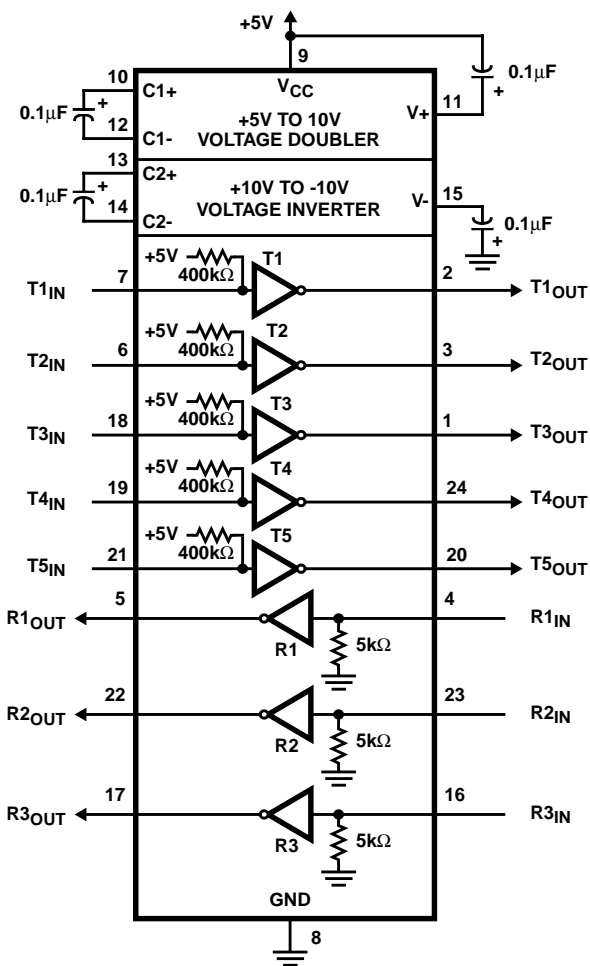 +5V
9
VCC
10
C1+
0.1µF
+
12
C1-
+5V TO 10V
VOLTAGE DOUBLER
V+
11
0.1µF
+
13
C2+
0.1µF
+
14
C2-
+10V TO -10V
VOLTAGE INVERTER
V-
15
0.1µF
+
T1IN
7
+5V
400kΩ
T1
2
T1OUT
T2IN
6
+5V
400kΩ
T2
3
T2OUT
T3IN
18
+5V
400kΩ
T3
1
T3OUT
T4IN
19
+5V
400kΩ
T4
24
T4OUT
T5IN
21
+5V
400kΩ
T5
20
T5OUT
R1OUT
5
R1
5kΩ
4
R1IN
R2OUT
22
R2
5kΩ
23
R2IN
R3OUT
17
R3
5kΩ
16
R3IN
GND
8